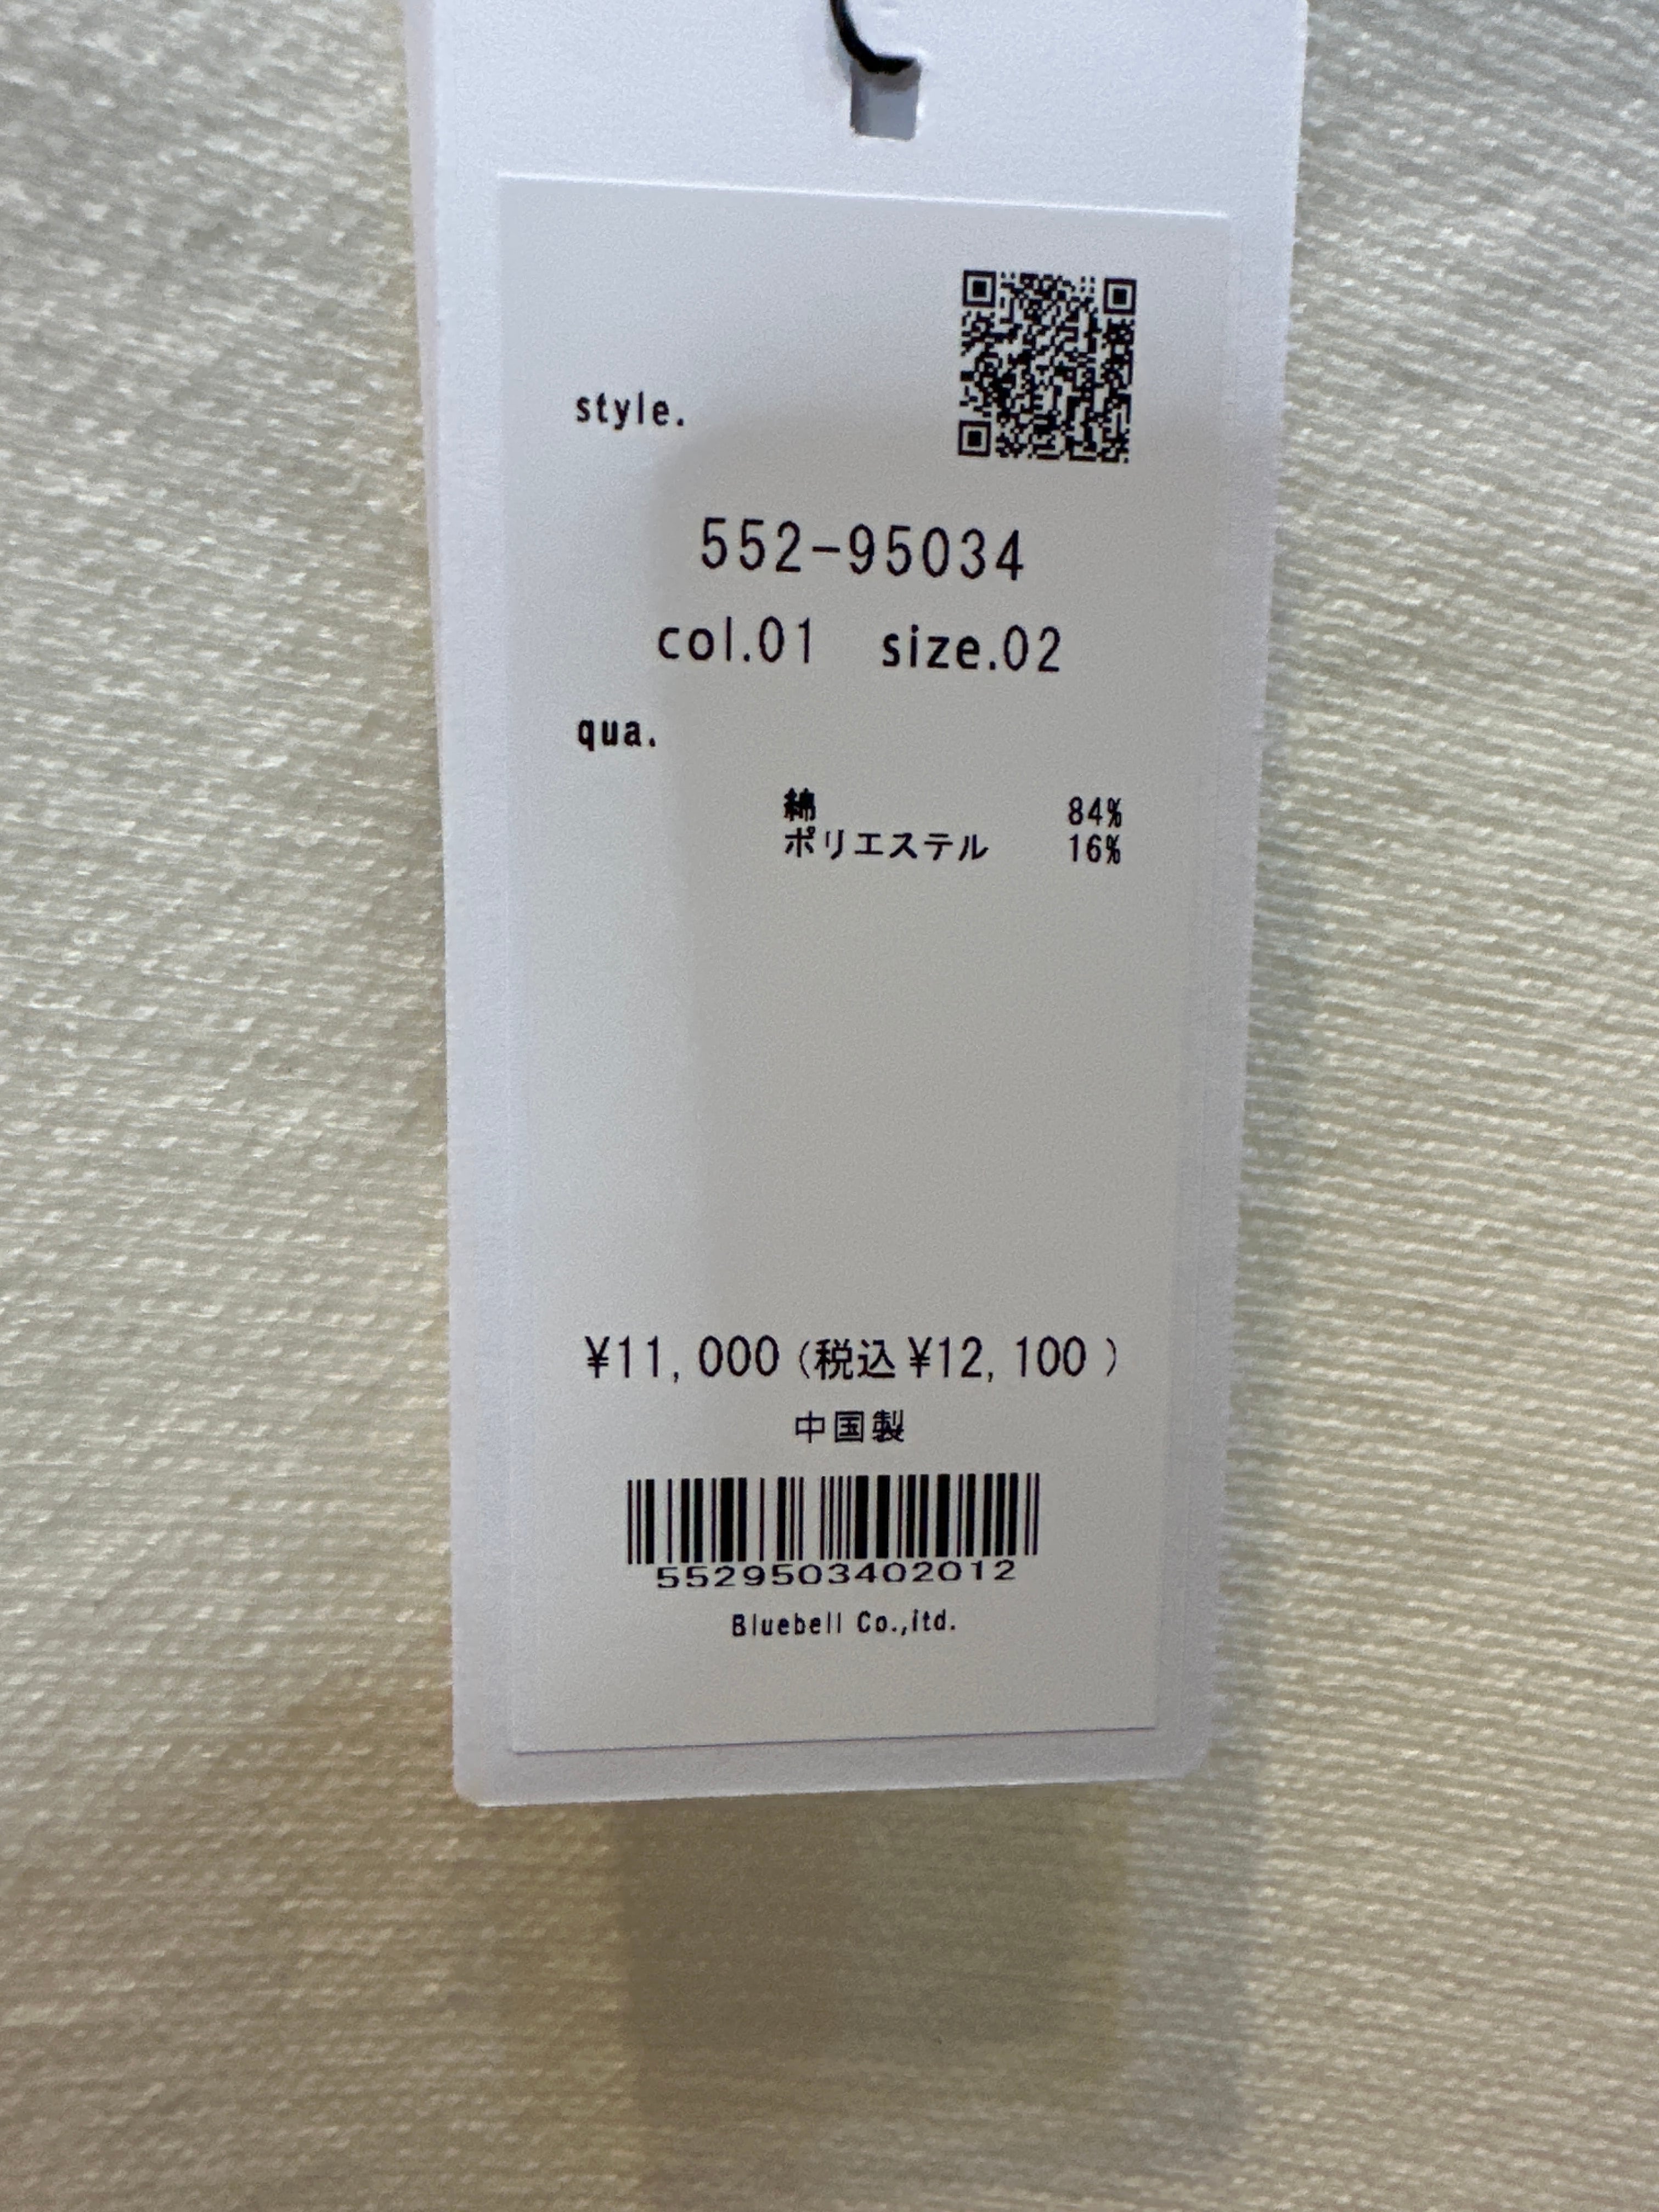 style.
552-95034
col.01 size.02
qua.
綿 84%
ポリエステル 16%
¥11,000(税込¥12,100 )
中国製
5529503402012
Bluebell Co.,itd.